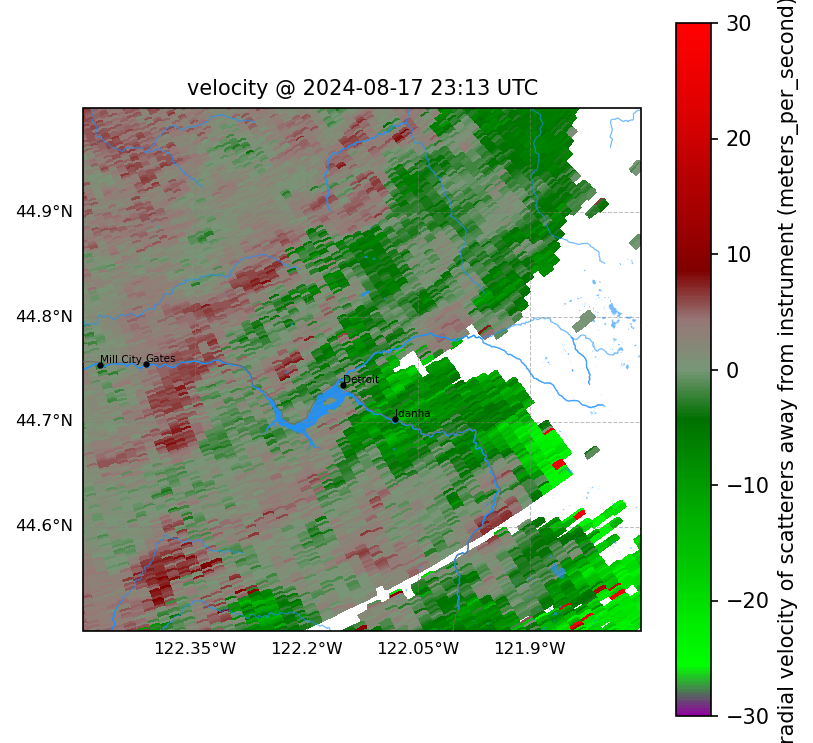 velocity @ 2024-08-17 23:13 UTC
44.9°N
44.8°N
44.7°N
44.6°N
Mill City
Gates
Detroit
Idanha
122.35°W
122.2°W
122.05°W
121.9°W
30
20
10
0
−10
−20
−30
radial velocity of scatterers away from instrument (meters_per_second)